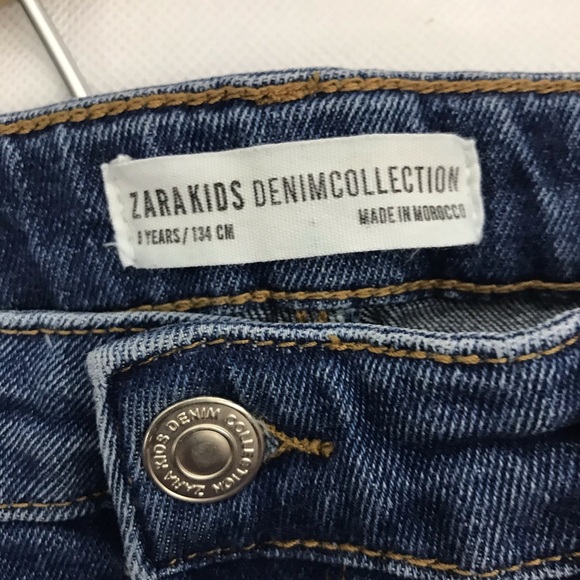 ZARAKIDS DENIMCOLLECTION
YEARS/134 CM
MADE IN MOROCCO
ZARA KIDS DENIM COLLECTION